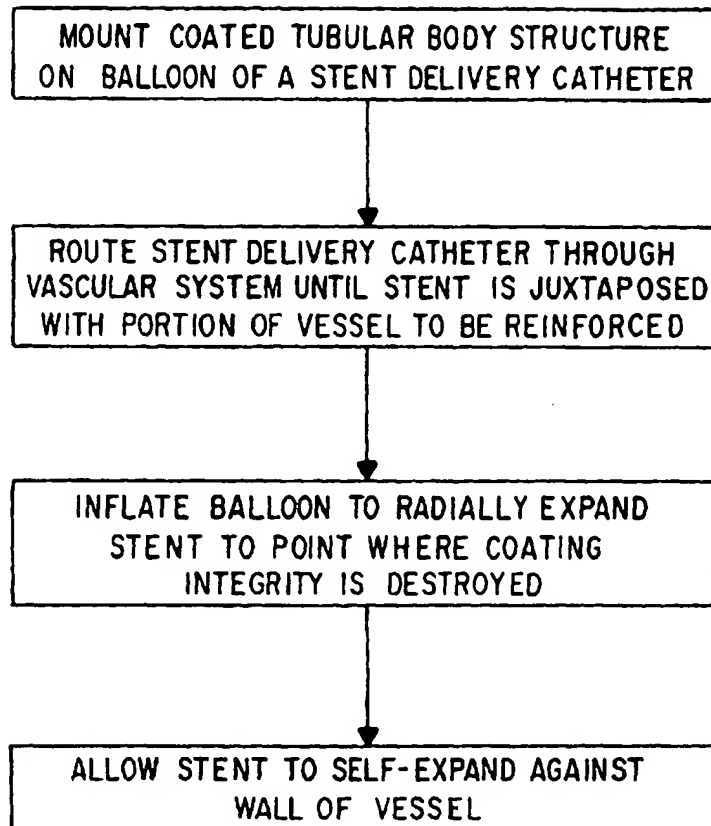 MOUNT COATED TUBULAR BODY STRUCTURE
ON BALLOON OF A STENT DELIVERY CATHETER
ROUTE STENT DELIVERY CATHETER THROUGH
VASCULAR SYSTEM UNTIL STENT IS JUXTAPOSED
WITH PORTION OF VESSEL TO BE REINFORCED
INFLATE BALLOON TO RADIALLY EXPAND
STENT TO POINT WHERE COATING
INTEGRITY IS DESTROYED
ALLOW STENT TO SELF-EXPAND AGAINST
WALL OF VESSEL